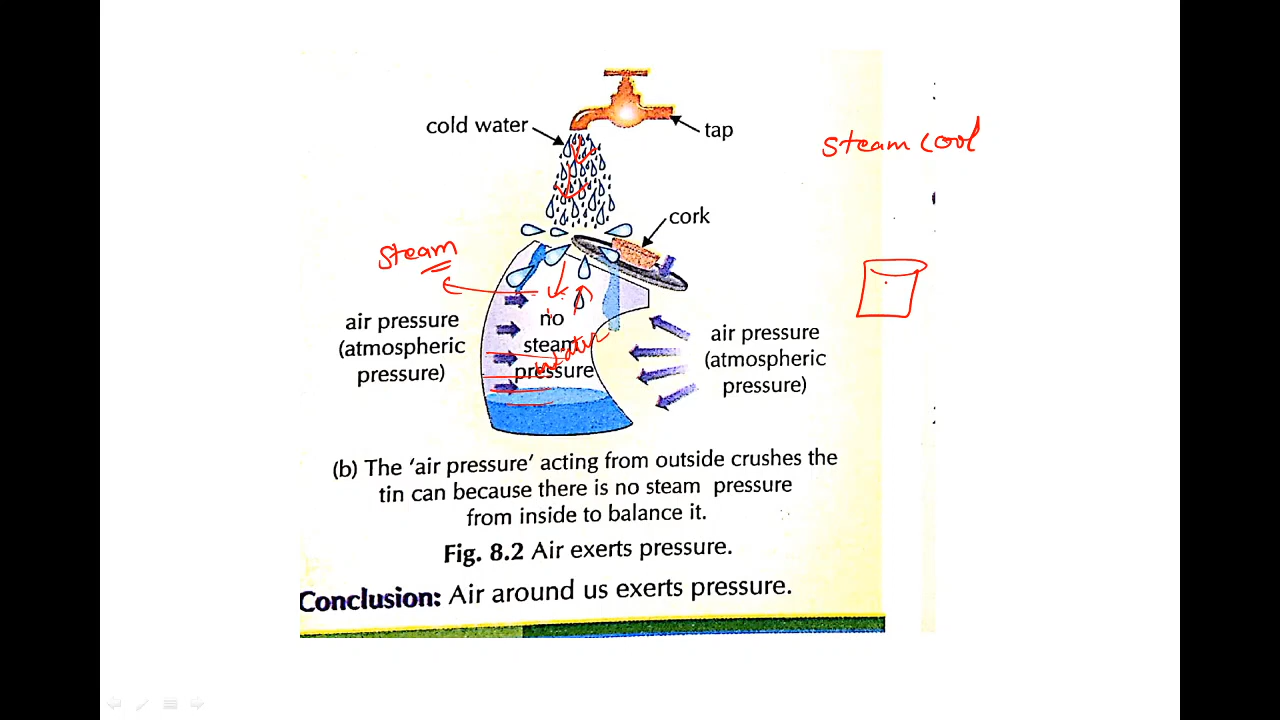 cold water
tap
steam cool
cork
steam
air pressure
(atmospheric
pressure)
no
steam
pressure
water
air pressure
(atmospheric
pressure)
(b) The ‘air pressure’ acting from outside crushes the
tin can because there is no steam pressure
from inside to balance it.
Fig. 8.2 Air exerts pressure.
Conclusion: Air around us exerts pressure.